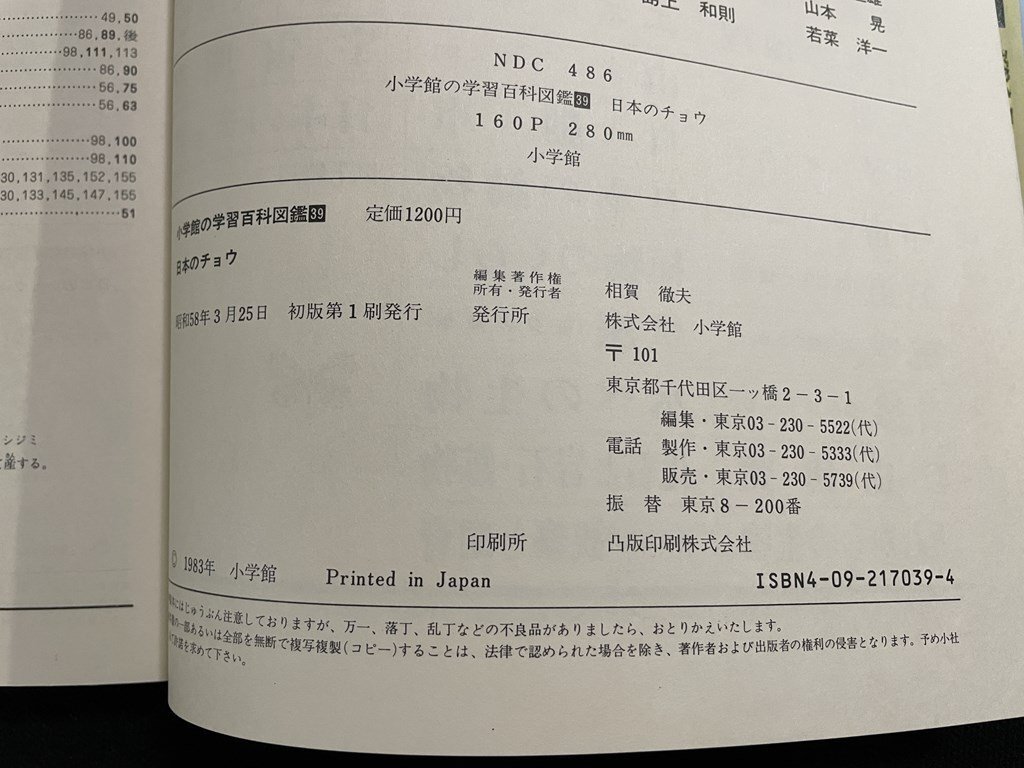 49,50
86,89,後
98,111,113
86,90
56,75
56,63
98,100
98,110
30,131,135,152,155
30,133,145,147,155
51
シジミ
産する。
和則
山本　晃
若菜　洋一
NDC 486
小学館の学習百科図鑑39　日本のチョウ
160P 280mm
小学館
小学館の学習百科図鑑39　定価1200円
日本のチョウ
昭和58年3月25日　初版第1刷発行
編集著作権
所有・発行者　相賀　徹夫
発行所　株式会社　小学館
〒101
東京都千代田区一ッ橋2-3-1
編集・東京03-230-5522(代)
電話　製作・東京03-230-5333(代)
販売・東京03-230-5739(代)
振替　東京8-200番
印刷所　凸版印刷株式会社
© 1983年　小学館　Printed in Japan　ISBN4-09-217039-4
にはじゅうぶん注意しておりますが、万一、落丁、乱丁などの不良品がありましたら、おとりかえいたします。
の一部あるいは全部を無断で複写複製(コピー)することは、法律で認められた場合を除き、著作者および出版者の権利の侵害となります。予め小社
許諾を求めて下さい。